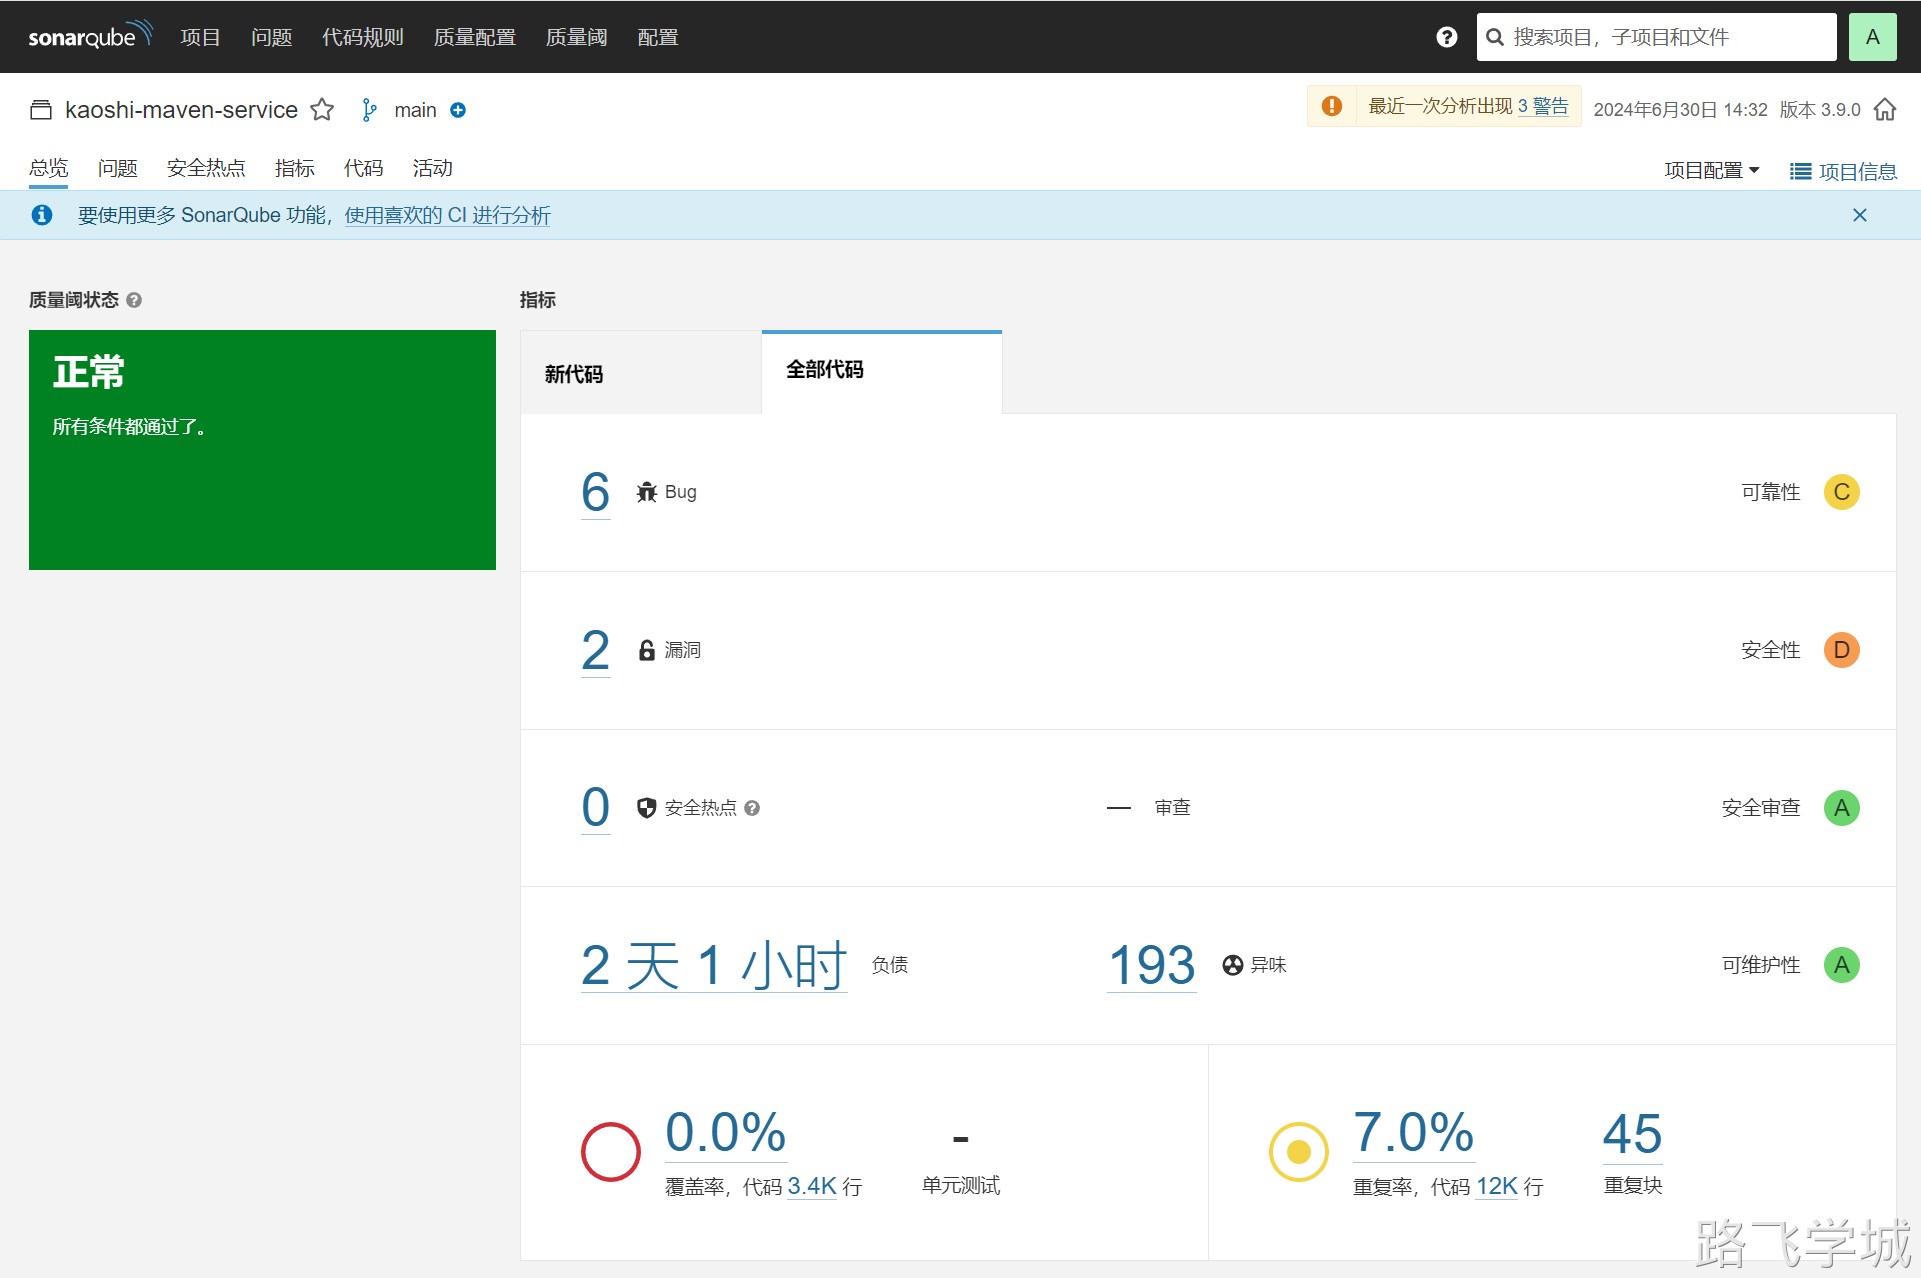 sonarqube 项目 问题 代码规则 质量配置 质量阈 配置 搜索项目，子项目和文件 A
kaoshi-maven-service main 最近一次分析出现 3 警告 2024年6月30日 14:32 版本 3.9.0
总览 问题 安全热点 指标 代码 活动 项目配置 项目信息
要使用更多 SonarQube 功能，使用喜欢的 CI 进行分析
质量阈状态 指标
正常
所有条件都通过了。
新代码 全部代码
6 Bug 可靠性 C
2 漏洞 安全性 D
0 安全热点 — 审查 安全审查 A
2 天 1 小时 负债 193 异味 可维护性 A
0.0% - 7.0% 45
覆盖率，代码 3.4K 行 单元测试 重复率，代码 12K 行 重复块
路飞学城